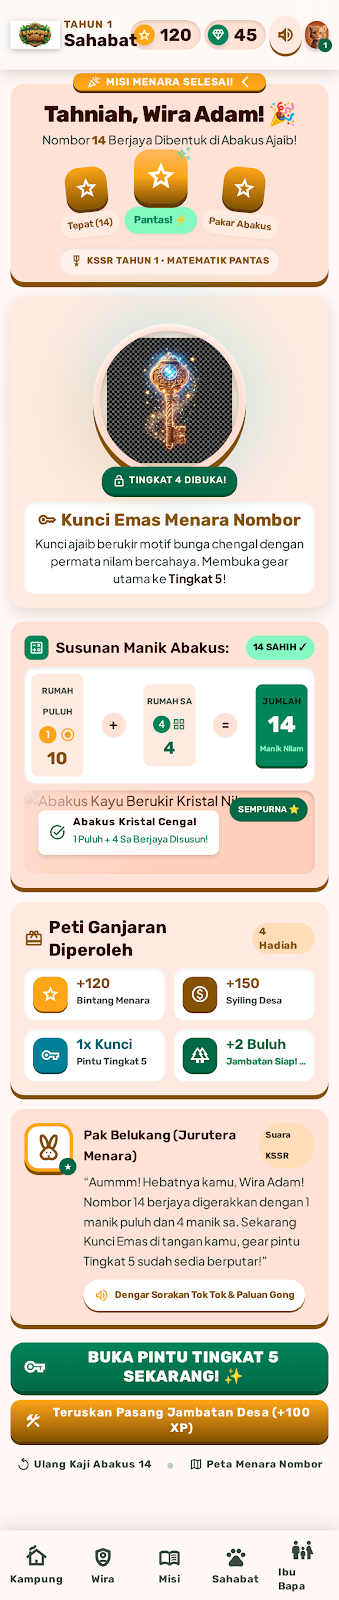 KAMPUNG
WIRA
TAHUN 1
Sahabat
120
45
1
MISI MENARA SELESAI!
Tahniah, Wira Adam! 🎉
Nombor 14 Berjaya Dibentuk di Abakus Ajaib!
Tepat (14)
Pantas! ⚡
Pakar Abakus
KSSR TAHUN 1 • MATEMATIK PANTAS
TINGKAT 4 DIBUKA!
Kunci Emas Menara Nombor
Kunci ajaib berukir motif bunga chengal dengan
permata nilam bercahaya. Membuka gear
utama ke Tingkat 5!
Susunan Manik Abakus:
14 SAHIH ✓
RUMAH
PULUH
1
10
+
RUMAH SA
4
4
=
JUMLAH
14
Manik Nilam
Abakus Kayu Berukir Kristal Nil
SEMPURNA ⭐
Abakus Kristal Cengal
1 Puluh + 4 Sa Berjaya Disusun!
Peti Ganjaran
Diperoleh
4
Hadiah
+120
Bintang Menara
+150
Syiling Desa
1x Kunci
Pintu Tingkat 5
+2 Buluh
Jambatan Siap! ...
Pak Belukang (Jurutera
Menara)
Suara
KSSR
“Aummm! Hebatnya kamu, Wira Adam!
Nombor 14 berjaya digerakkan dengan 1
manik puluh dan 4 manik sa. Sekarang
Kunci Emas di tangan kamu, gear pintu
Tingkat 5 sudah sedia berputar!”
Dengar Sorakan Tok Tok & Paluan Gong
BUKA PINTU TINGKAT 5
SEKARANG! ✨
Teruskan Pasang Jambatan Desa (+100
XP)
Ulang Kaji Abakus 14
Peta Menara Nombor
Kampung
Wira
Misi
Sahabat
Ibu
Bapa